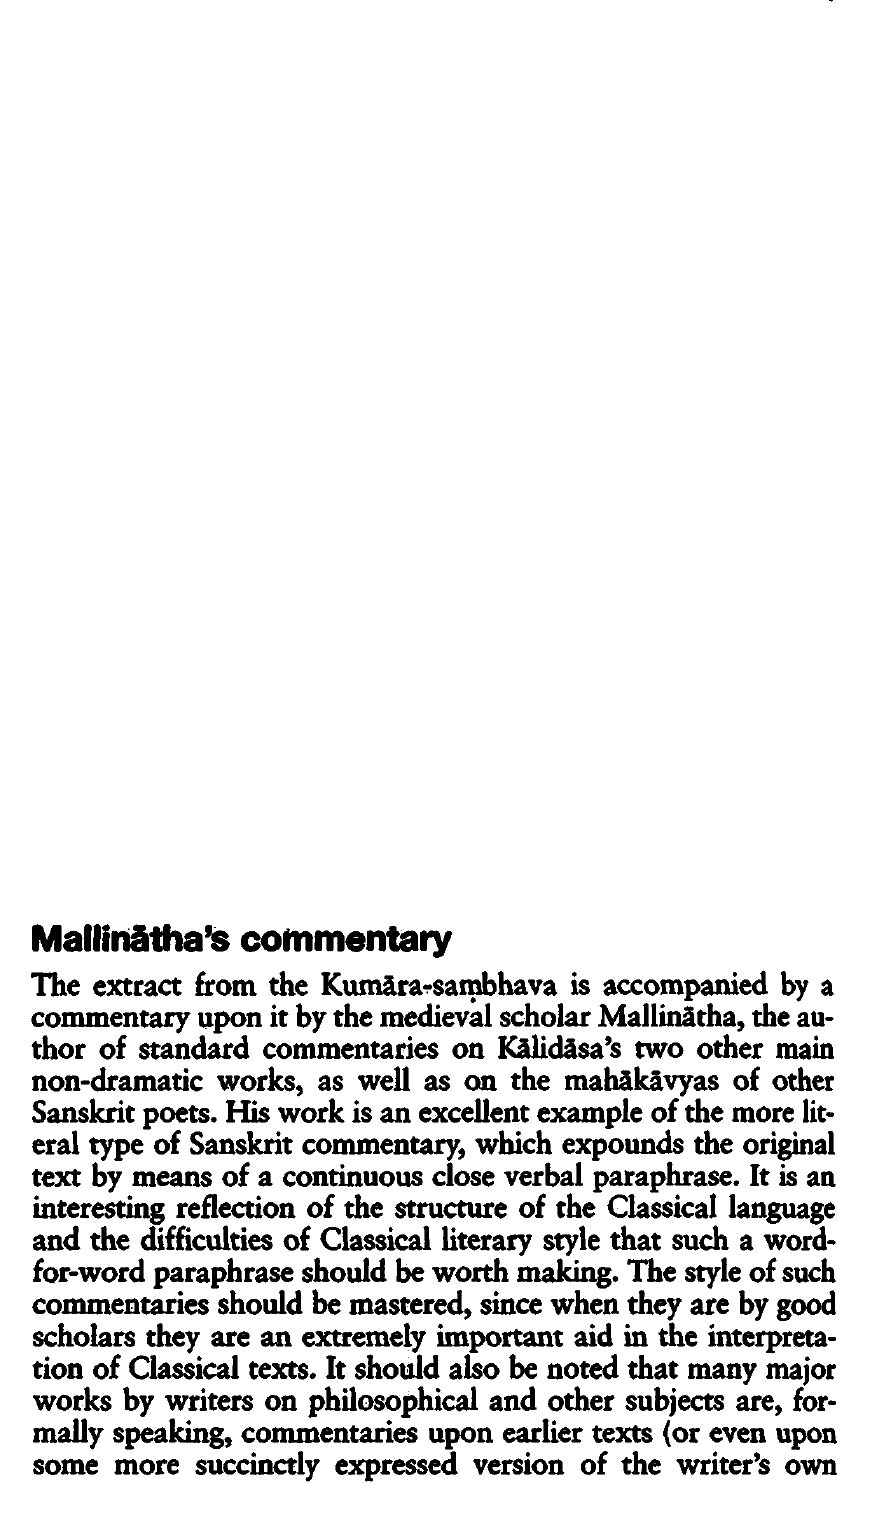 Mallinātha's commentary
The extract from the Kumāra-saṃbhava is accompanied by a
commentary upon it by the medieval scholar Mallinātha, the au-
thor of standard commentaries on Kālidāsa's two other main
non-dramatic works, as well as on the mahākāvyas of other
Sanskrit poets. His work is an excellent example of the more lit-
eral type of Sanskrit commentary, which expounds the original
text by means of a continuous close verbal paraphrase. It is an
interesting reflection of the structure of the Classical language
and the difficulties of Classical literary style that such a word-
for-word paraphrase should be worth making. The style of such
commentaries should be mastered, since when they are by good
scholars they are an extremely important aid in the interpreta-
tion of Classical texts. It should also be noted that many major
works by writers on philosophical and other subjects are, for-
mally speaking, commentaries upon earlier texts (or even upon
some more succinctly expressed version of the writer's own